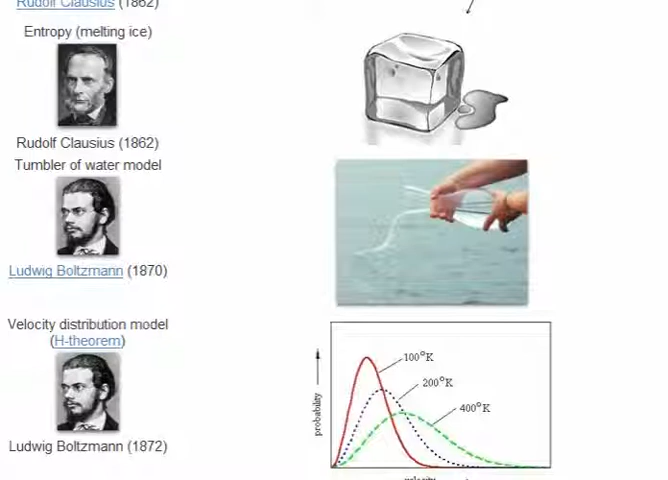 Rudolf Clausius (1862)
Entropy (melting ice)
Rudolf Clausius (1862)
Tumbler of water model
Ludwig Boltzmann (1870)
Velocity distribution model
(H-theorem)
Ludwig Boltzmann (1872)
100°K
200°K
400°K
probability
velocity